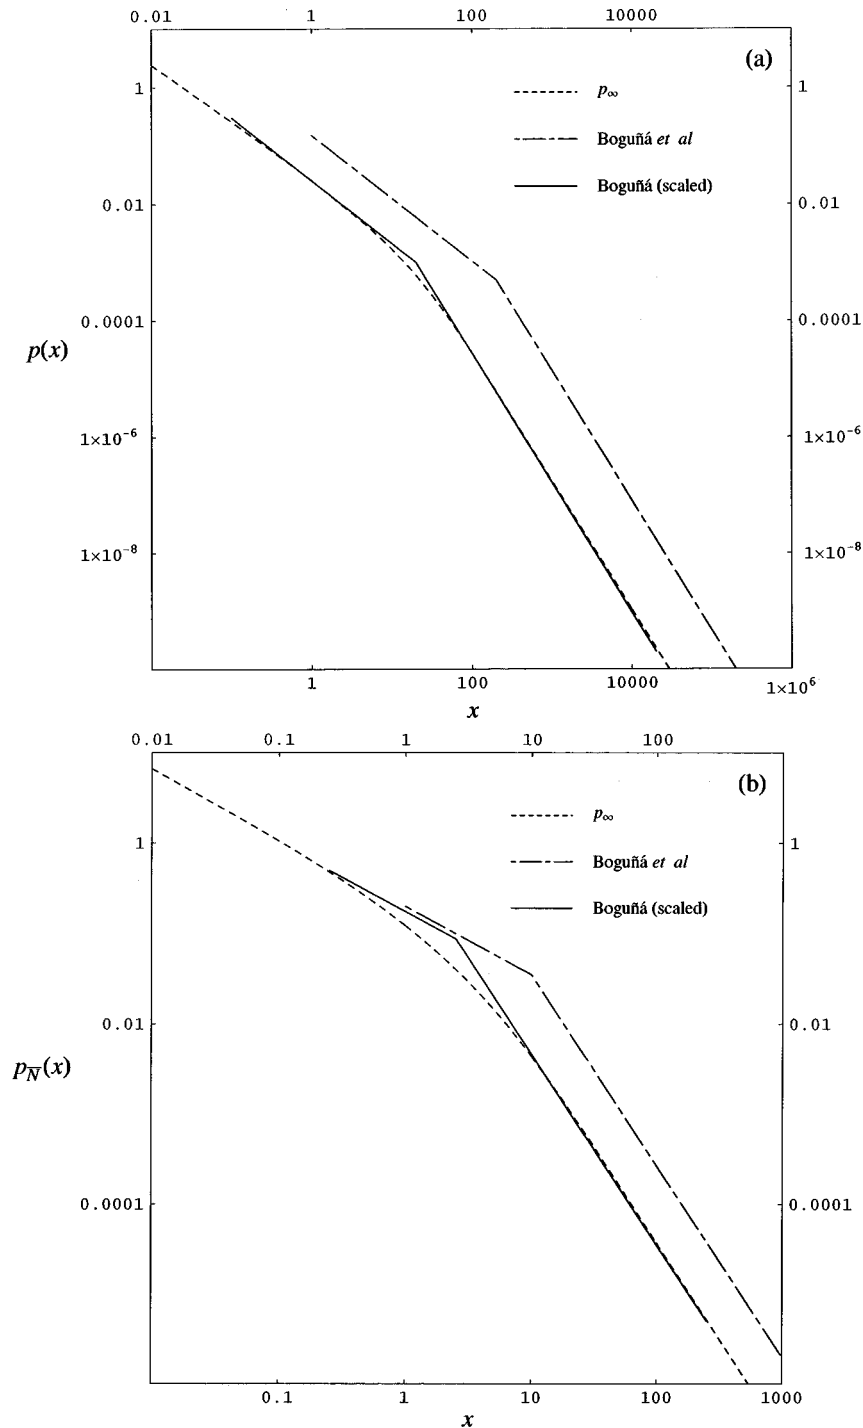 0.01 1 100 10000
(a)
p∞
Boguñá et al
Boguñá (scaled)
1
0.01
0.0001
1×10⁻⁶
1×10⁻⁸
1
0.01
0.0001
1×10⁻⁶
1×10⁻⁸
p(x)
1 100 10000 1×10⁶
x
0.01 0.1 1 10 100
(b)
p∞
Boguñá et al
Boguñá (scaled)
1
0.01
0.0001
1
0.01
0.0001
p_N̅(x)
0.1 1 10 100 1000
x